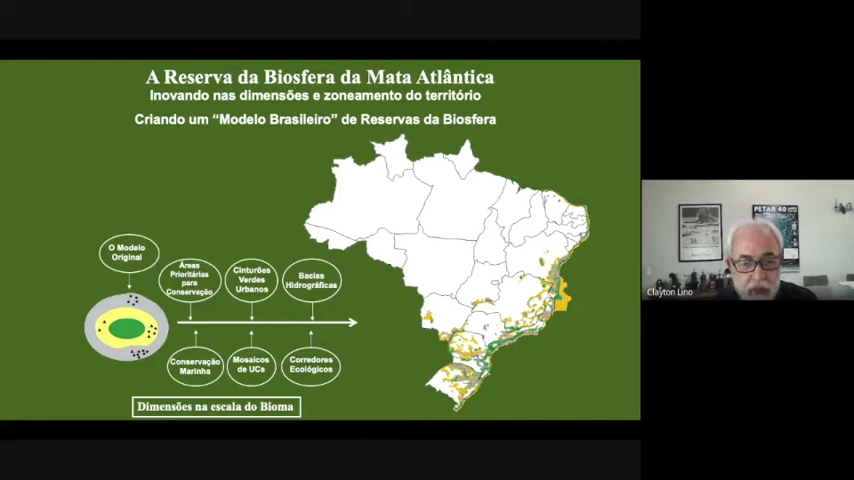 A Reserva da Biosfera da Mata Atlântica
Inovando nas dimensões e zoneamento do território
Criando um “Modelo Brasileiro” de Reservas da Biosfera
O Modelo
Original
Áreas
Prioritárias
para
Conservação
Cinturões
Verdes
Urbanos
Bacias
Hidrográficas
Conservação
Marinha
Mosaicos
de UCs
Corredores
Ecológicos
Dimensões na escala do Bioma
PETAR 40
Clayton Lino